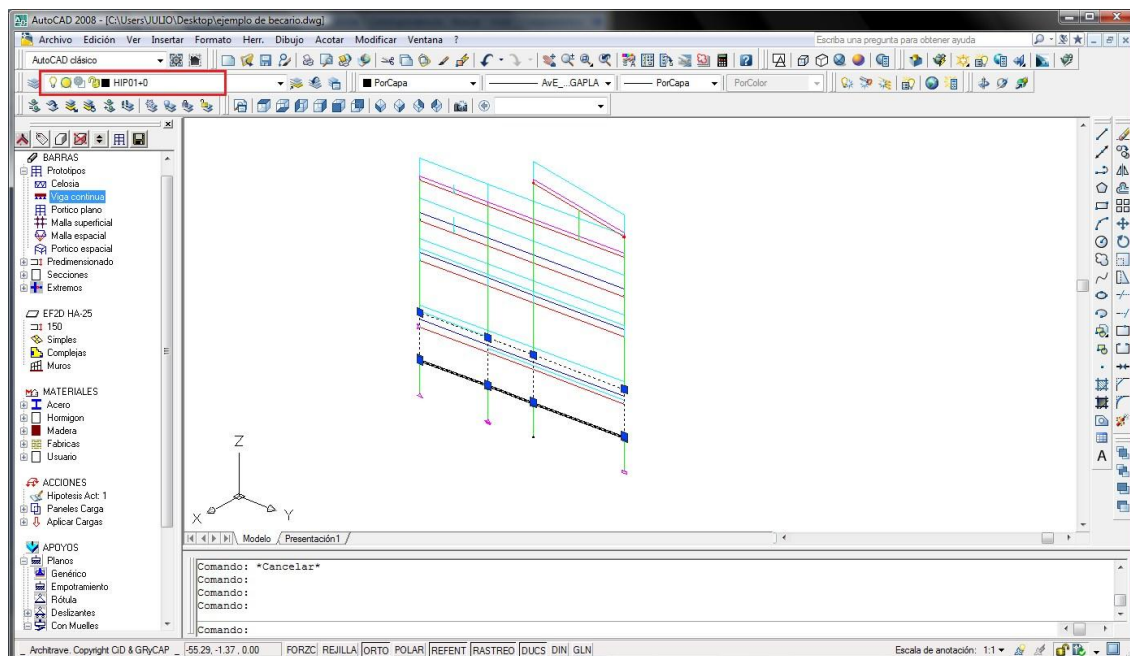 AutoCAD 2008 - [C:\Users\JULIO\Desktop\ejemplo de becario.dwg]
Archivo Edición Ver Insertar Formato Herr. Dibujo Acotar Modificar Ventana ?
Escriba una pregunta para obtener ayuda
AutoCAD clásico
HIP01+0
PorCapa
AvE_...GAPLA
PorCapa
PorColor
BARRAS
Prototipos
Celosia
Viga continua
Portico plano
Malla superficial
Malla espacial
Portico espacial
Predimensionado
Secciones
Extremos
EF2D HA-25
150
Simples
Complejas
Muros
MATERIALES
Acero
Hormigon
Madera
Fabricas
Usuario
ACCIONES
Hipotesis Act: 1
Paneles Carga
Aplicar Cargas
APOYOS
Planos
Genérico
Empotramiento
Rótula
Deslizantes
Con Muelles
Z
X
Y
A
Modelo
Presentación1
Comando: *Cancelar*
Comando:
Comando:
Comando:
Comando:
_ Architrave. Copyright CiD & GRyCAP _
-55.29, -1.37 , 0.00
FORZC REJILLA ORTO POLAR REFENT RASTREO DUCS DIN GLN
Escala de anotación: 1:1